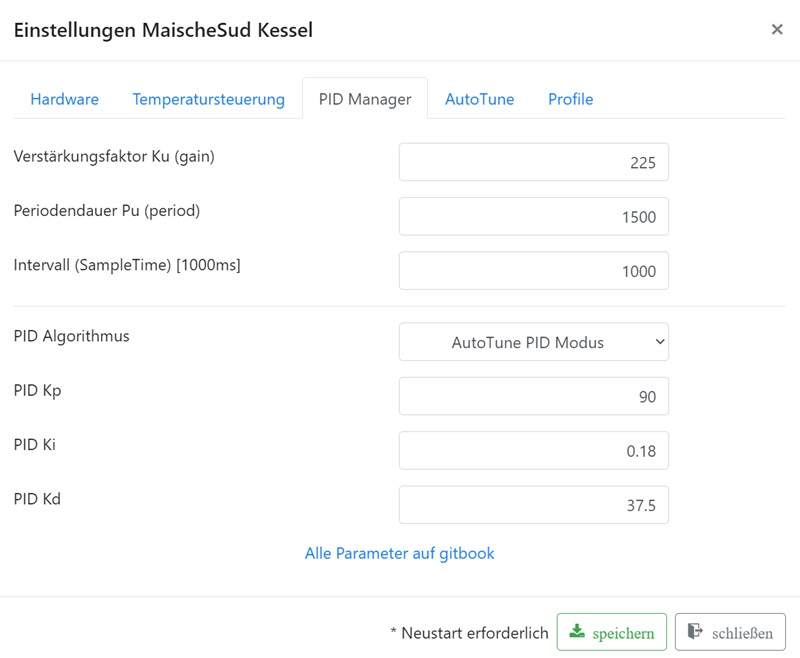 Einstellungen MaischeSud Kessel ×
Hardware Temperatursteuerung PID Manager AutoTune Profile
Verstärkungsfaktor Ku (gain) 225
Periodendauer Pu (period) 1500
Intervall (SampleTime) [1000ms] 1000
PID Algorithmus AutoTune PID Modus
PID Kp 90
PID Ki 0.18
PID Kd 37.5
Alle Parameter auf gitbook
* Neustart erforderlich speichern schließen